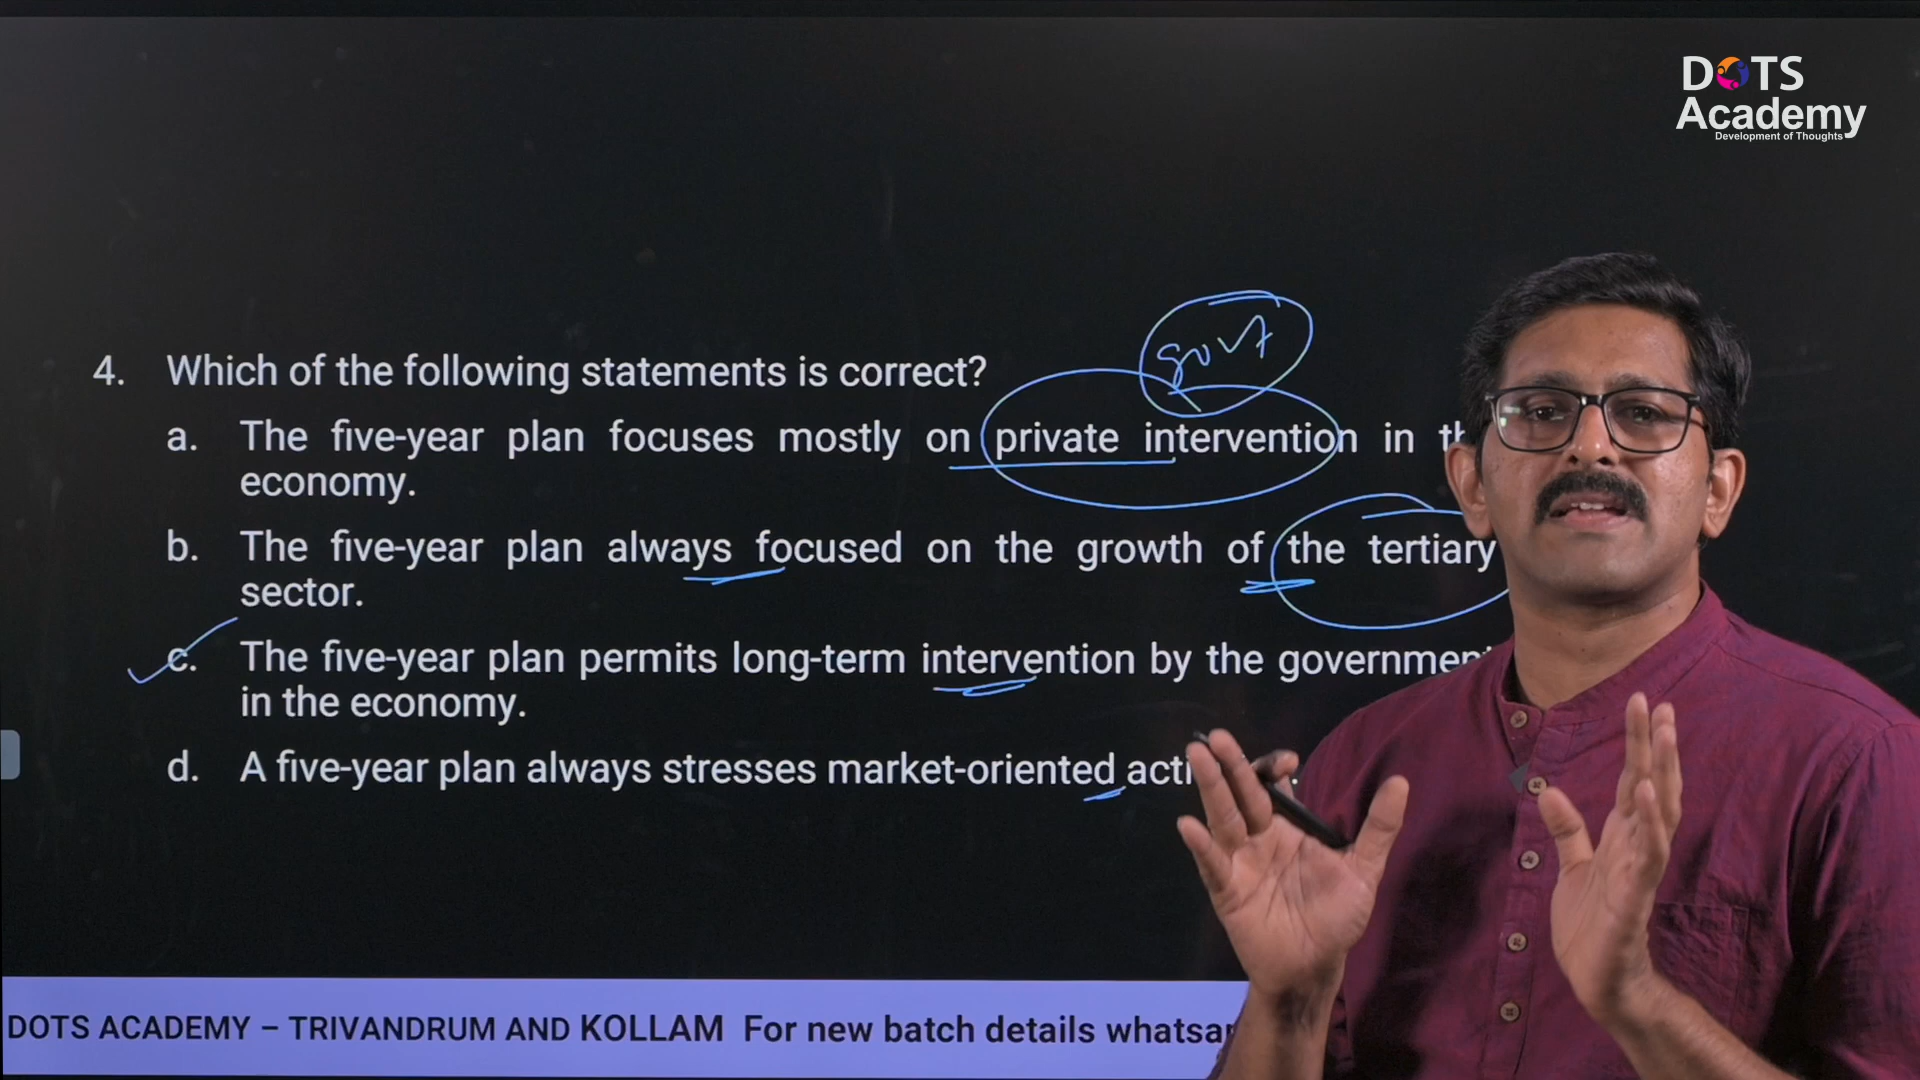 DOTS
Academy
Development of Thoughts
govt
4. Which of the following statements is correct?
a. The five-year plan focuses mostly on private intervention in
economy.
b. The five-year plan always focused on the growth of the tertiary
sector.
c. The five-year plan permits long-term intervention by the government
in the economy.
d. A five-year plan always stresses market-oriented
DOTS ACADEMY – TRIVANDRUM AND KOLLAM For new batch details